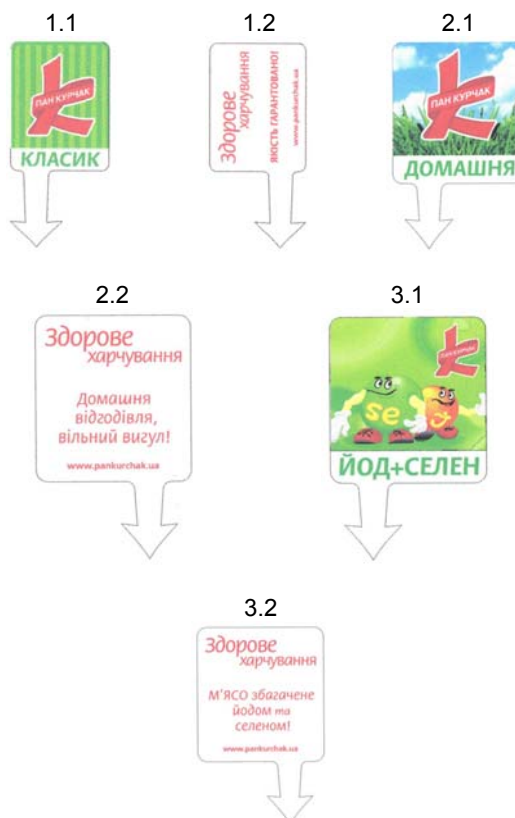 1.1
1.2
2.1
ПАН КУРЧАК
КЛАСИК
Здорове
харчування
ЯКІСТЬ ГАРАНТОВАНО!
www.pankurchak.ua
ПАН КУРЧАК
ДОМАШНЯ
2.2
3.1
Здорове
харчування
Домашня
відгодівля,
вільний вигул!
www.pankurchak.ua
ПАН КУРЧАК
se
ЙОД+СЕЛЕН
3.2
Здорове
харчування
М'ЯСО збагачене
йодом та
селеном!
www.pankurchak.ua